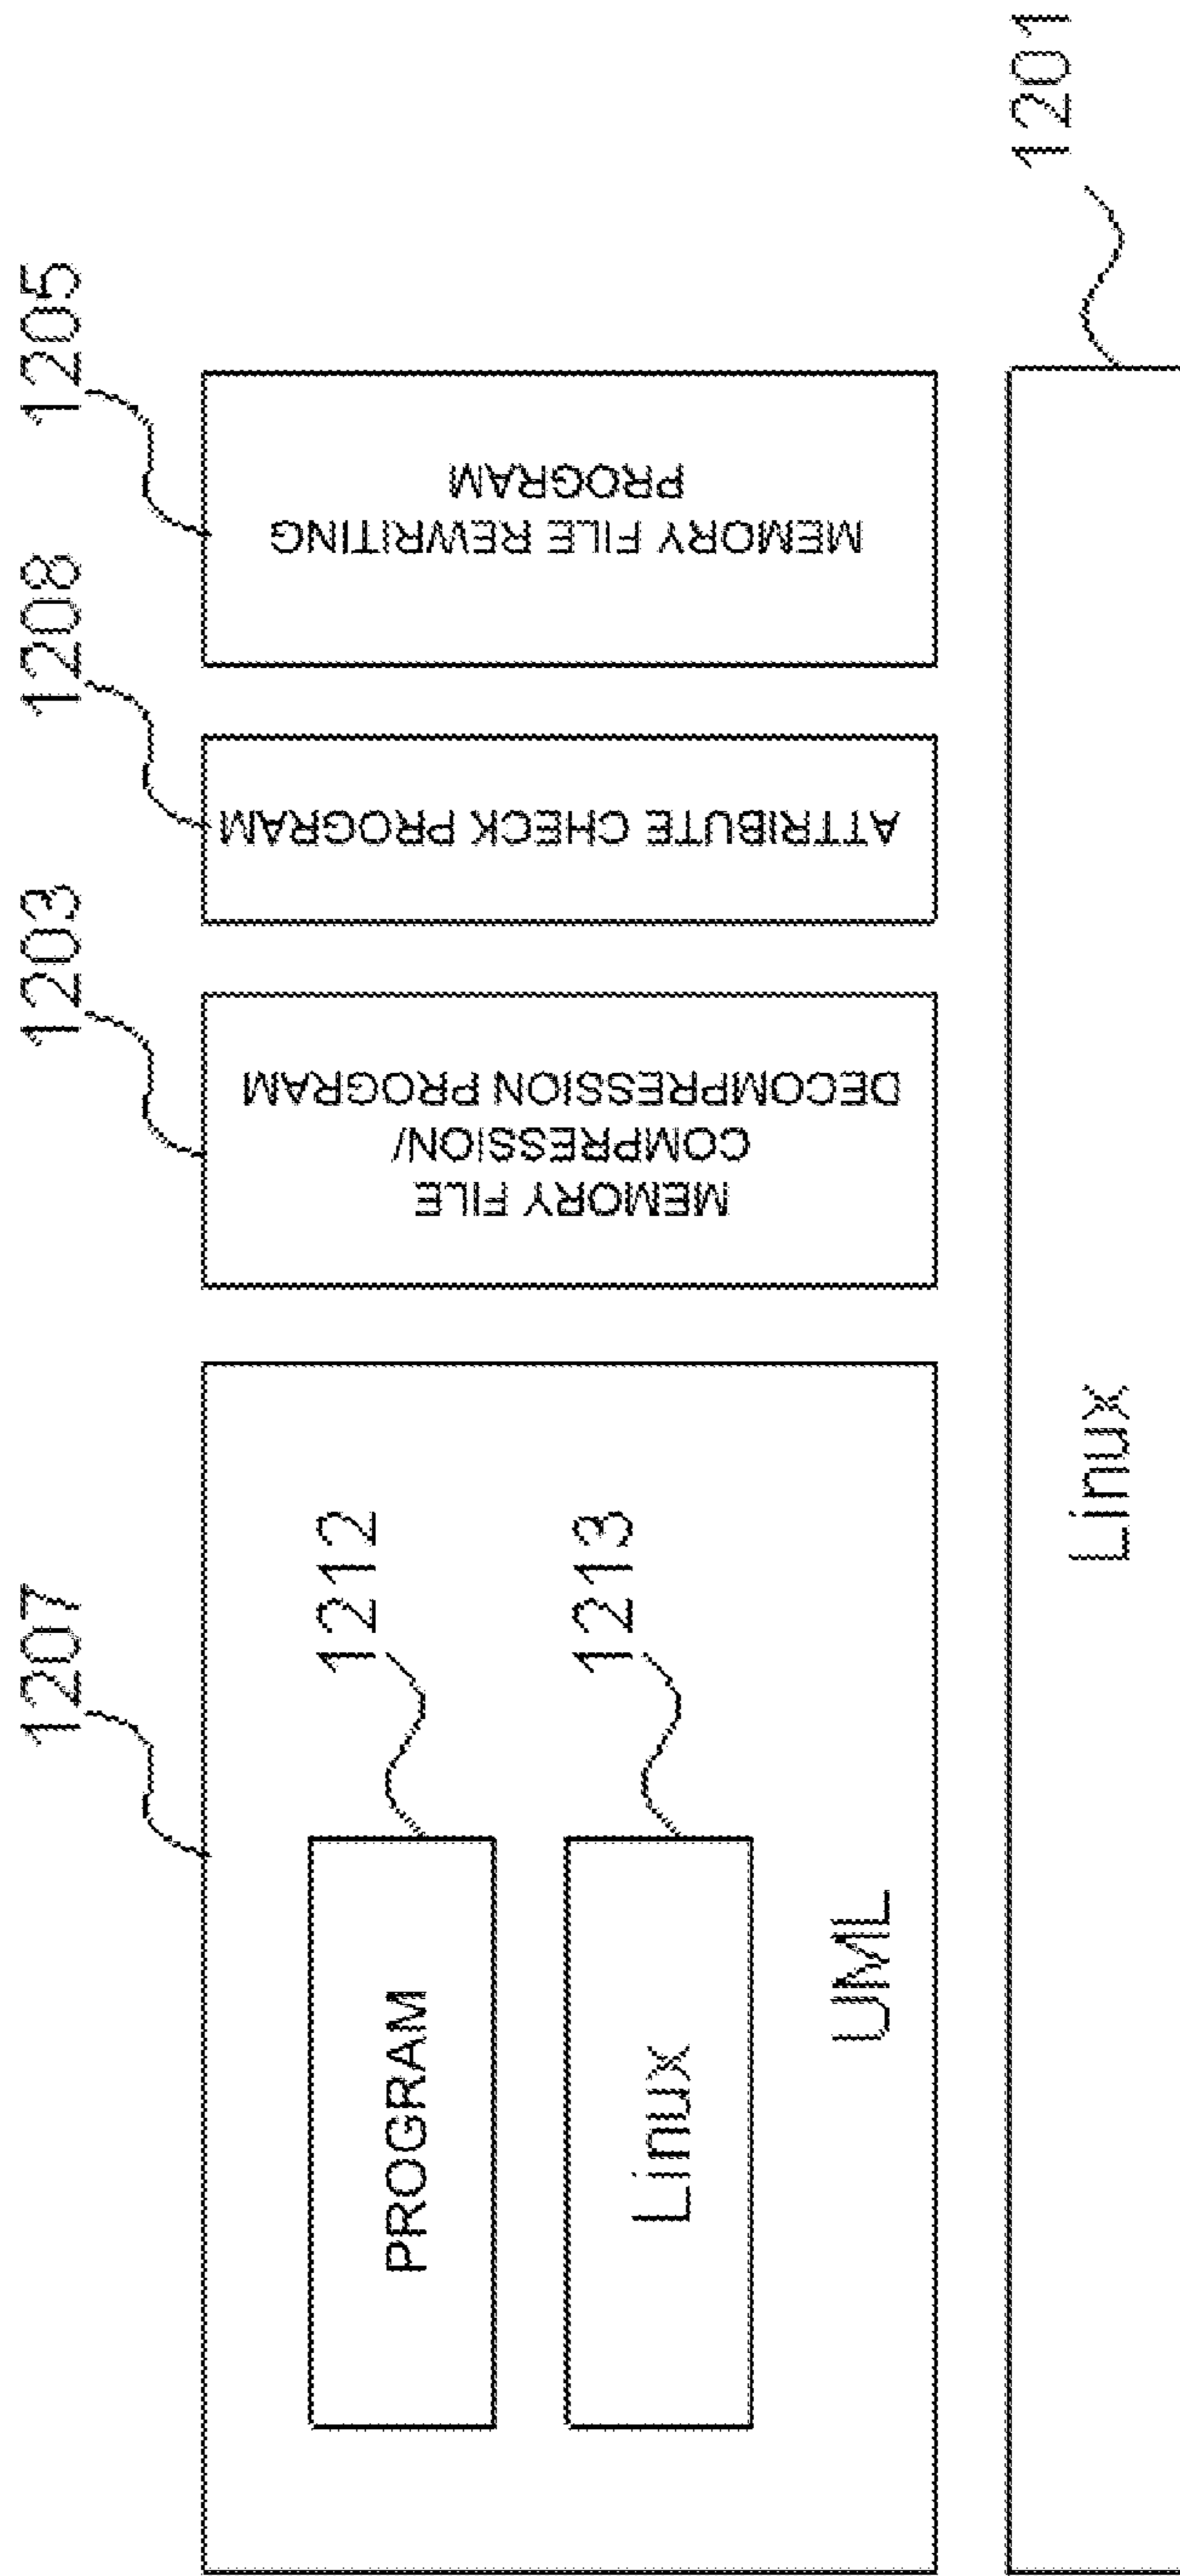 1207
1203
1208
1205
1212
PROGRAM
1213
Linux
UML
MEMORY FILE
COMPRESSION/
DECOMPRESSION PROGRAM
ATTRIBUTE CHECK PROGRAM
MEMORY FILE REWRITING
PROGRAM
1201
Linux